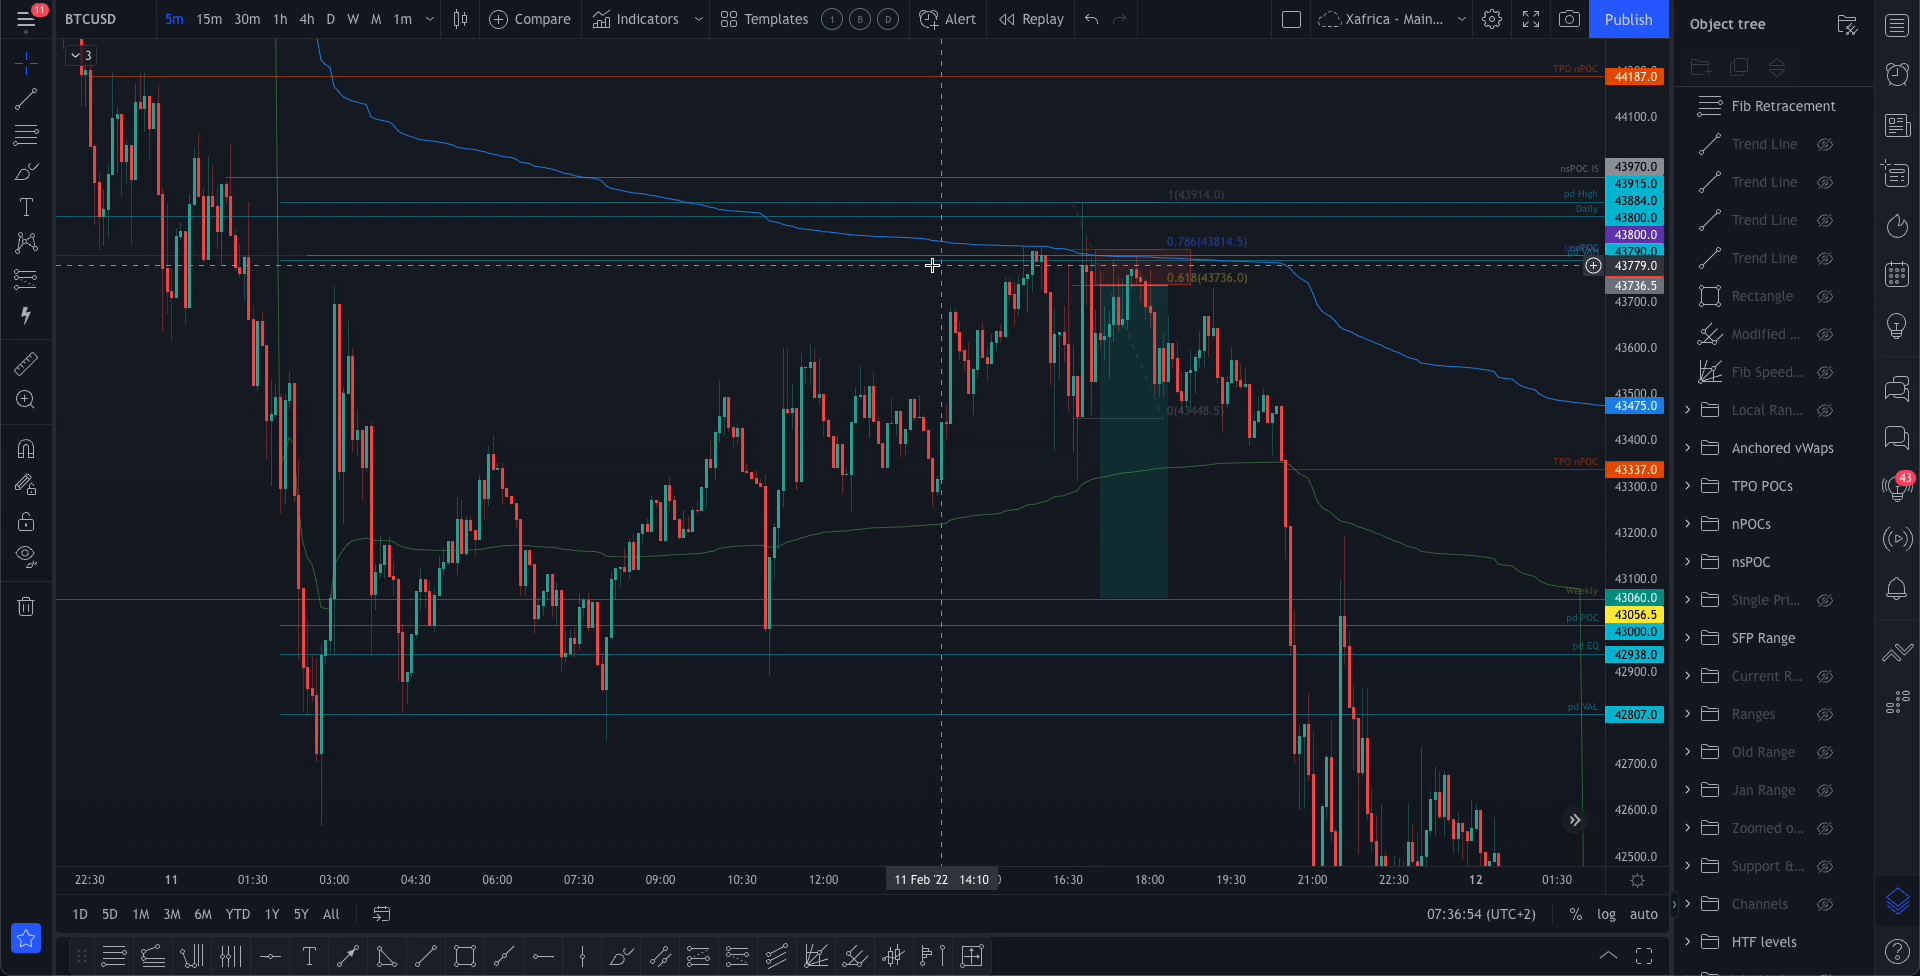 11
BTCUSD
5m 15m 30m 1h 4h D W M 1m
Compare
Indicators
Templates
1 B D
Alert
Replay
Xafrica - Main...
Publish
Object tree
3
TPO nPOC
44187.0
44100.0
nsPOC IS
43970.0
43915.0
pd High
43884.0
Daily
43800.0
43800.0
43790.0
43779.0
43736.5
43700.0
1(43914.0)
0.786(43814.5)
0.618(43736.0)
0(43448.5)
43600.0
43500.0
43475.0
43400.0
TPO nPOC
43337.0
43300.0
43200.0
43100.0
Weekly
43060.0
43056.5
pd POC
43000.0
pd EQ
42938.0
42900.0
pd VAL
42807.0
42700.0
42600.0
42500.0
22:30 11 01:30 03:00 04:30 06:00 07:30 09:00 10:30 12:00 11 Feb '22 14:10 16:30 18:00 19:30 21:00 22:30 12 01:30
1D 5D 1M 3M 6M YTD 1Y 5Y All
07:36:54 (UTC+2)
% log auto
Fib Retracement
Trend Line
Trend Line
Trend Line
Trend Line
Rectangle
Modified ...
Fib Speed...
Local Ran...
Anchored vWaps
TPO POCs
nPOCs
nsPOC
Single Pri...
SFP Range
Current R...
Ranges
Old Range
Jan Range
Zoomed o...
Support &...
Channels
HTF levels
43